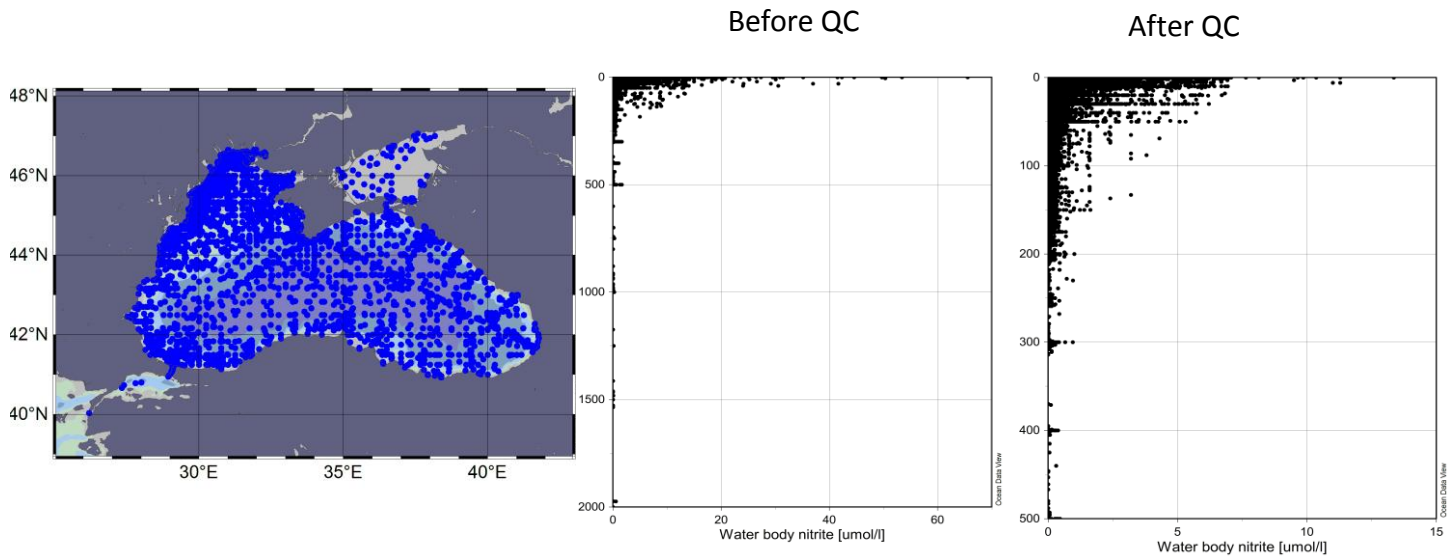 Before QC
After QC
48°N
46°N
44°N
42°N
40°N
30°E
35°E
40°E
0
500
1000
1500
2000
0
20
40
60
Water body nitrite [umol/l]
Ocean Data View
0
100
200
300
400
500
0
5
10
15
Water body nitrite [umol/l]
Ocean Data View